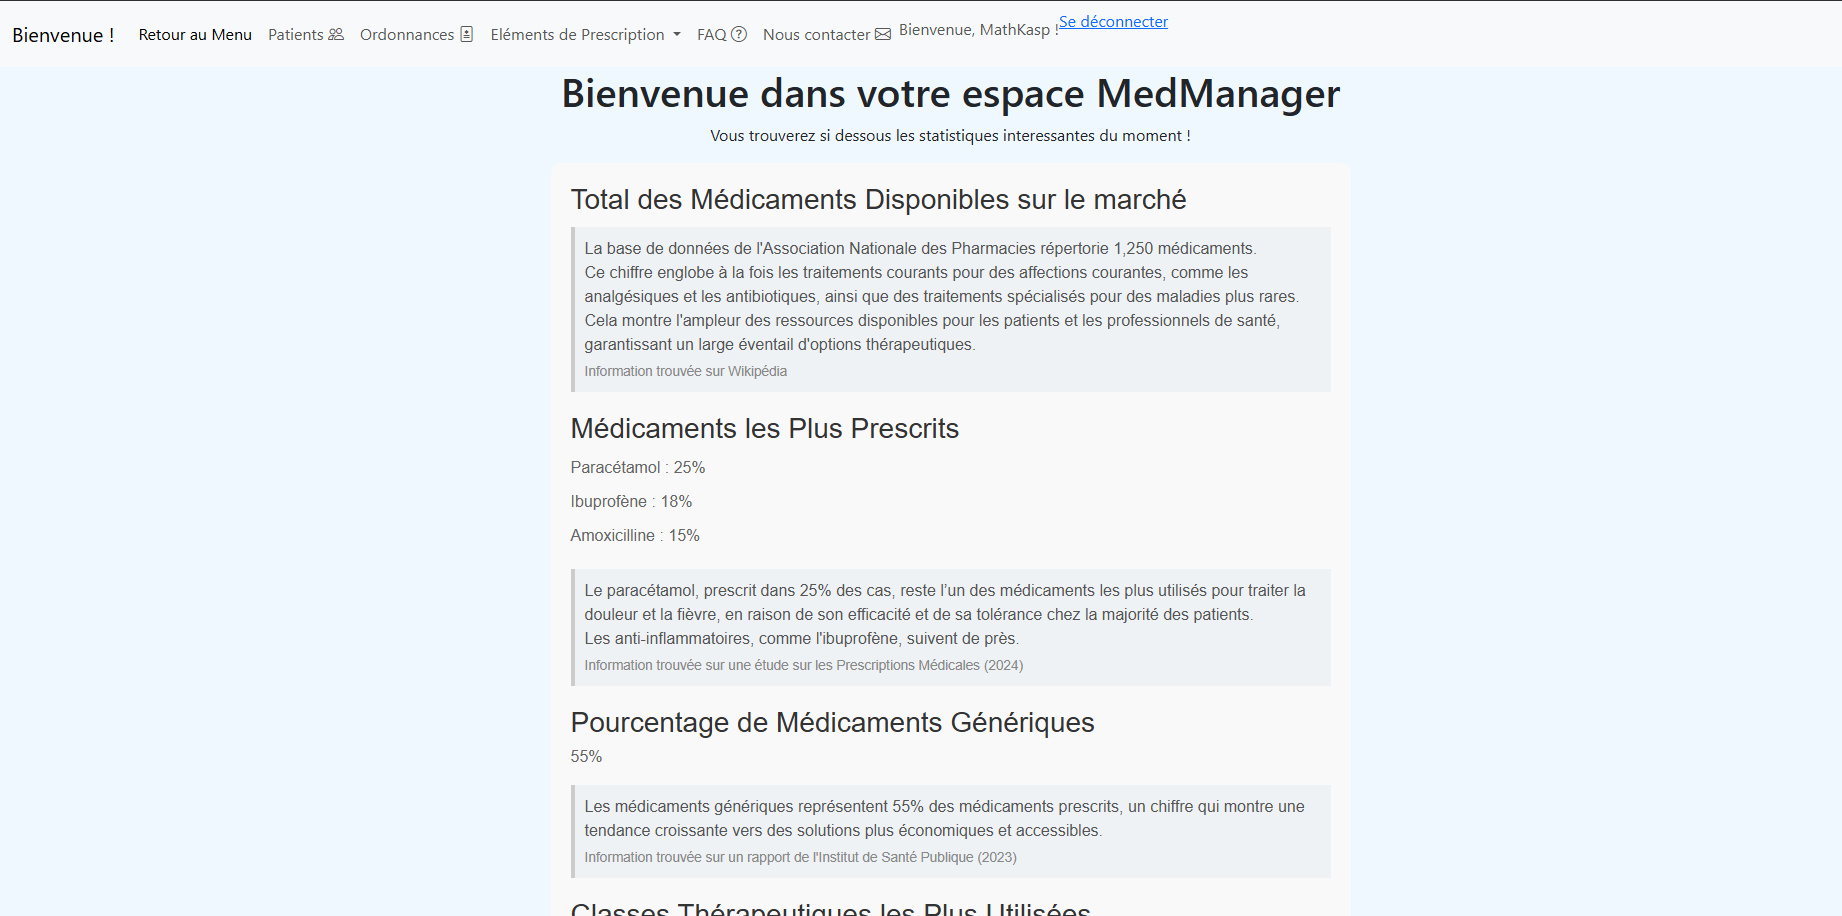 Bienvenue ! Retour au Menu Patients Ordonnances Eléments de Prescription FAQ Nous contacter Bienvenue, MathKasp ! Se déconnecter
Bienvenue dans votre espace MedManager
Vous trouverez si dessous les statistiques interessantes du moment !
Total des Médicaments Disponibles sur le marché
La base de données de l'Association Nationale des Pharmacies répertorie 1,250 médicaments.
Ce chiffre englobe à la fois les traitements courants pour des affections courantes, comme les
analgésiques et les antibiotiques, ainsi que des traitements spécialisés pour des maladies plus rares.
Cela montre l'ampleur des ressources disponibles pour les patients et les professionnels de santé,
garantissant un large éventail d'options thérapeutiques.
Information trouvée sur Wikipédia
Médicaments les Plus Prescrits
Paracétamol : 25%
Ibuprofène : 18%
Amoxicilline : 15%
Le paracétamol, prescrit dans 25% des cas, reste l’un des médicaments les plus utilisés pour traiter la
douleur et la fièvre, en raison de son efficacité et de sa tolérance chez la majorité des patients.
Les anti-inflammatoires, comme l'ibuprofène, suivent de près.
Information trouvée sur une étude sur les Prescriptions Médicales (2024)
Pourcentage de Médicaments Génériques
55%
Les médicaments génériques représentent 55% des médicaments prescrits, un chiffre qui montre une
tendance croissante vers des solutions plus économiques et accessibles.
Information trouvée sur un rapport de l'Institut de Santé Publique (2023)
Classes Thérapeutiques les Plus Utilisées